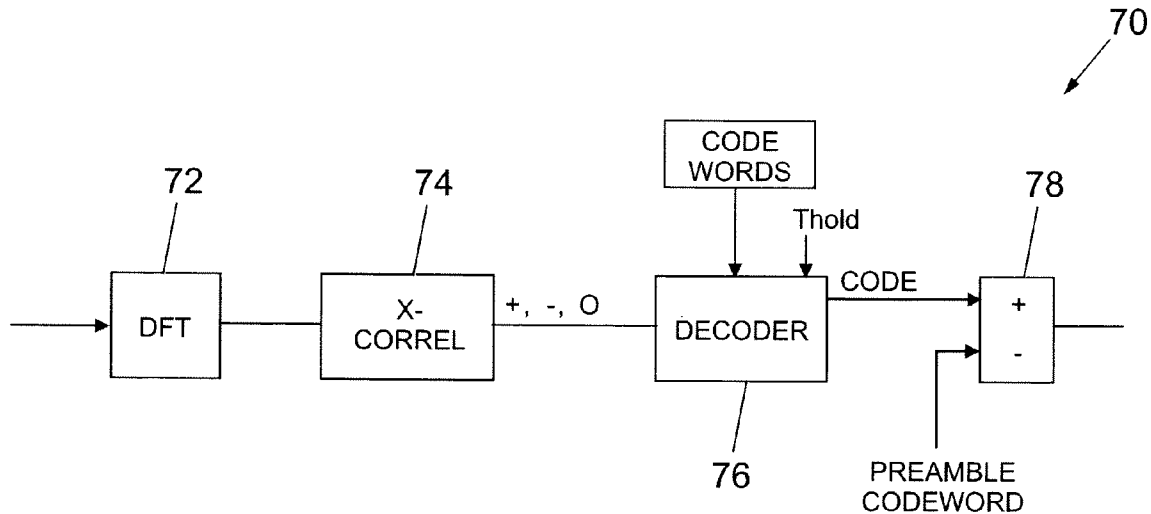 70
CODE
WORDS
72
74
78
Thold
CODE
DFT
X-
CORREL
+, -, O
DECODER
+
-
76
PREAMBLE
CODEWORD